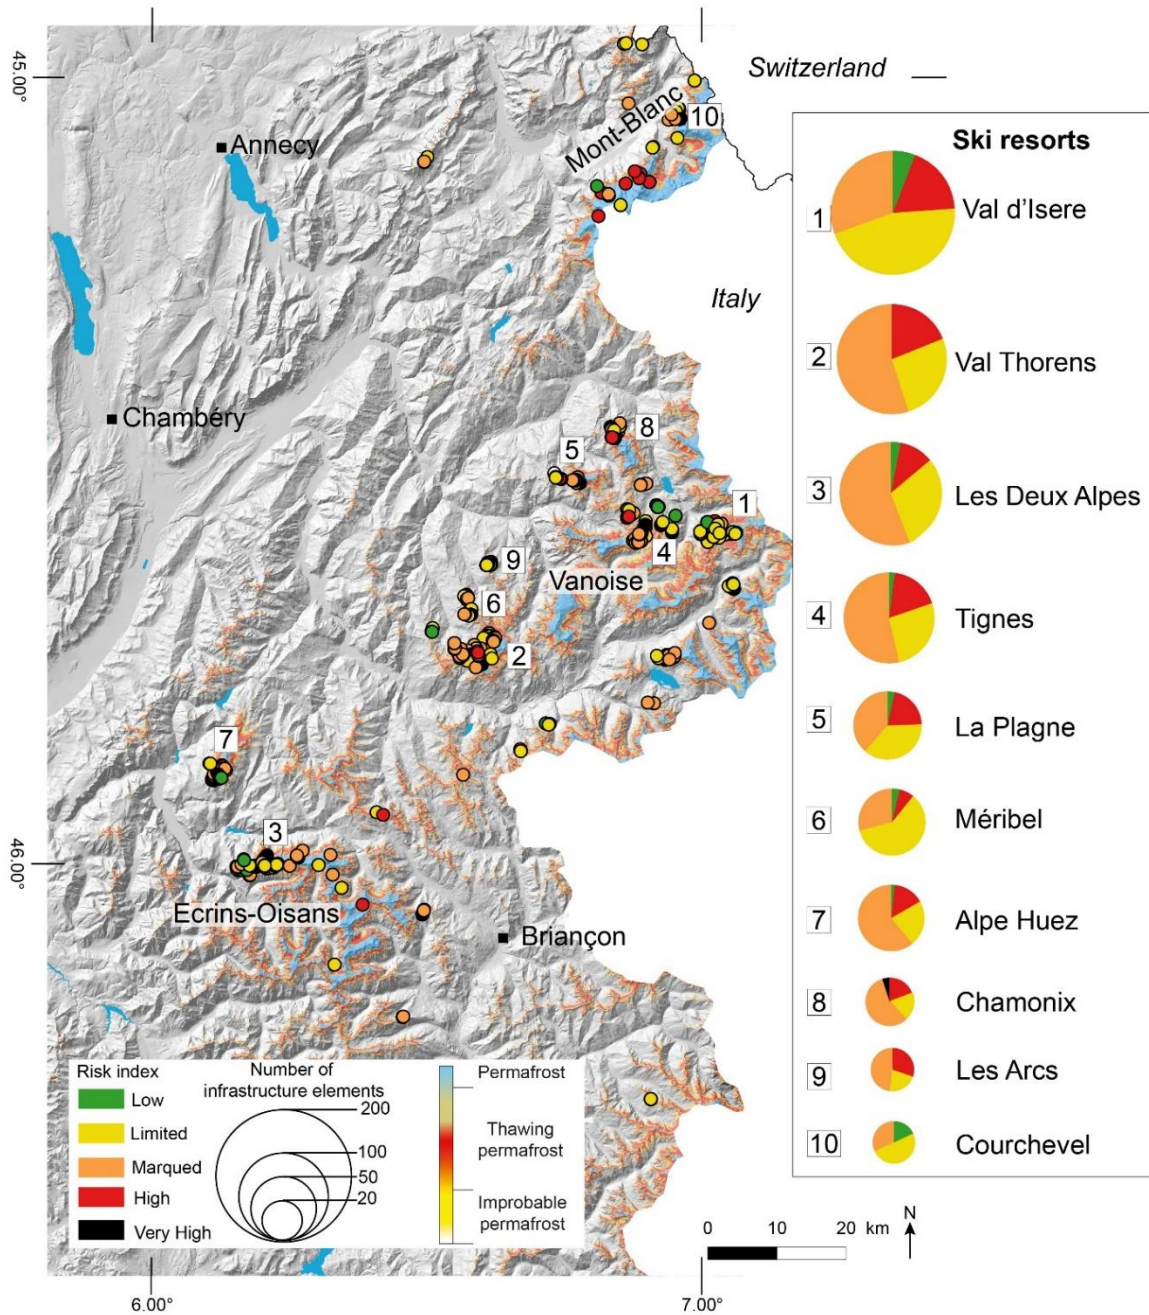 45.00°
Switzerland
Mont-Blanc
10
Annecy
Italy
Chambéry
8
5
1
4
9
Vanoise
6
2
7
3
46.00°
Ecrins-Oisans
Briançon
Ski resorts
1 Val d'Isere
2 Val Thorens
3 Les Deux Alpes
4 Tignes
5 La Plagne
6 Méribel
7 Alpe Huez
8 Chamonix
9 Les Arcs
10 Courchevel
Risk index
Low
Limited
Marqued
High
Very High
Number of
infrastructure elements
200
100
50
20
Permafrost
Thawing
permafrost
Improbable
permafrost
0 10 20 km
N
6.00°
7.00°